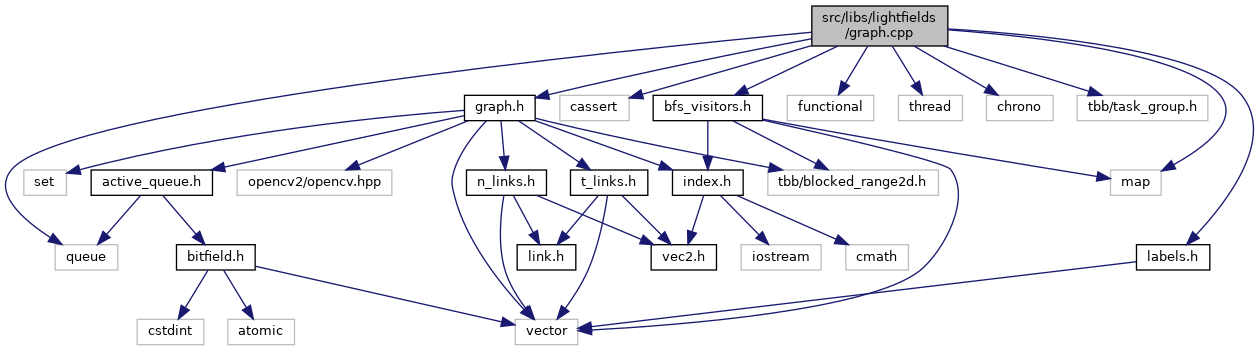 src/libs/lightfields
/graph.cpp
graph.h
cassert
bfs_visitors.h
functional
thread
chrono
tbb/task_group.h
set
active_queue.h
opencv2/opencv.hpp
n_links.h
t_links.h
index.h
tbb/blocked_range2d.h
map
queue
bitfield.h
link.h
vec2.h
iostream
cmath
labels.h
cstdint
atomic
vector